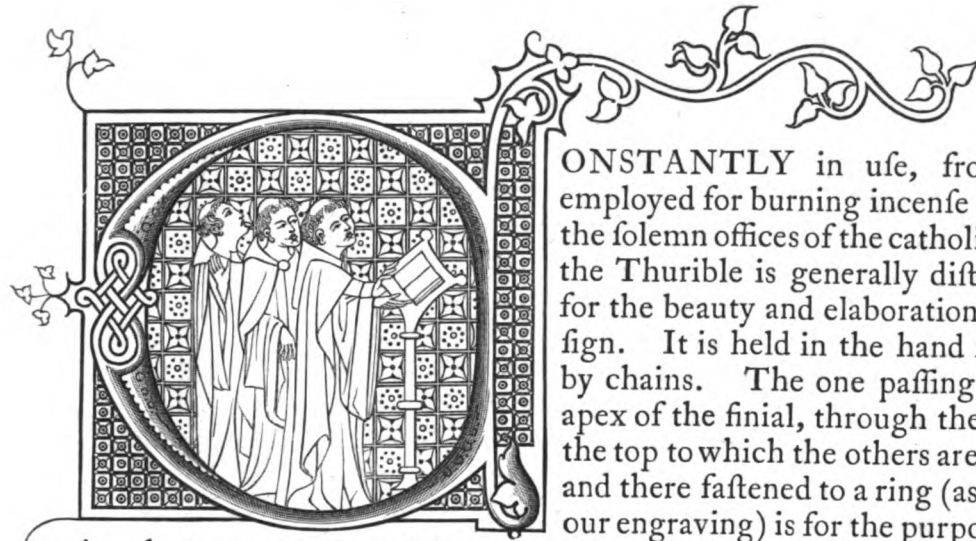 CONSTANTLY in uſe, fro
employed for burning incenſe
the ſolemn offices of the catholi
the Thurible is generally diſt
for the beauty and elaboration
ſign. It is held in the hand
by chains. The one paſſing
apex of the finial, through the
the top to which the others are
and there faſtened to a ring (as
our engraving) is for the purpo